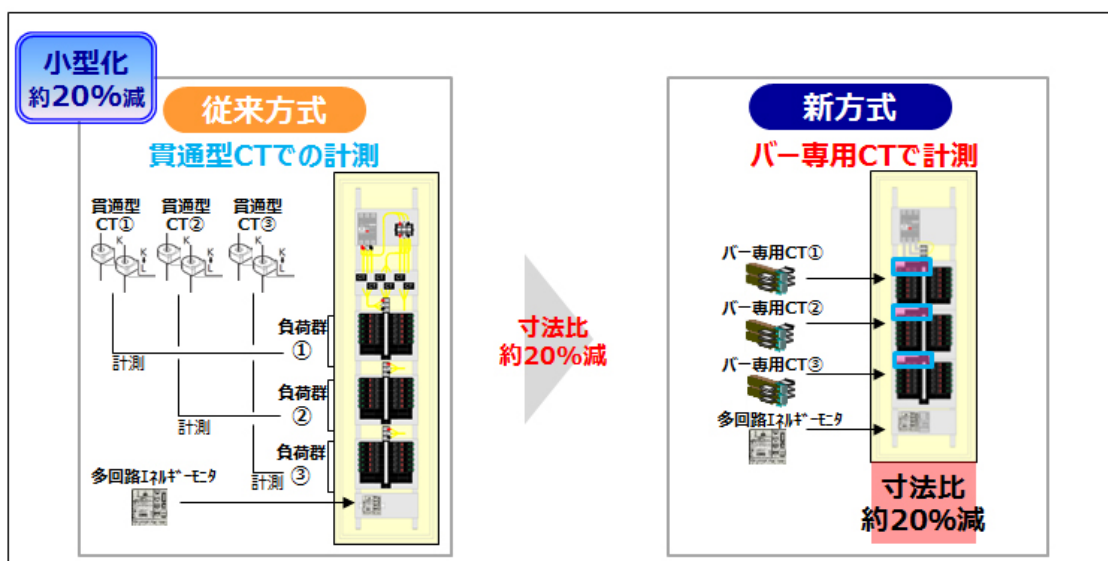 小型化
約20%減
従来方式
貫通型CTでの計測
貫通型
CT①
貫通型
CT②
貫通型
CT③
K
L
K
K
L
K
K
L
K
CT CT CT
CT CT CT
負荷群
①
計測
負荷群
②
計測
負荷群
③
計測
多回路ｴﾈﾙｷﾞｰﾓﾆﾀ
寸法比
約20%減
新方式
バー専用CTで計測
バー専用CT①
バー専用CT②
バー専用CT③
多回路ｴﾈﾙｷﾞｰﾓﾆﾀ
寸法比
約20%減